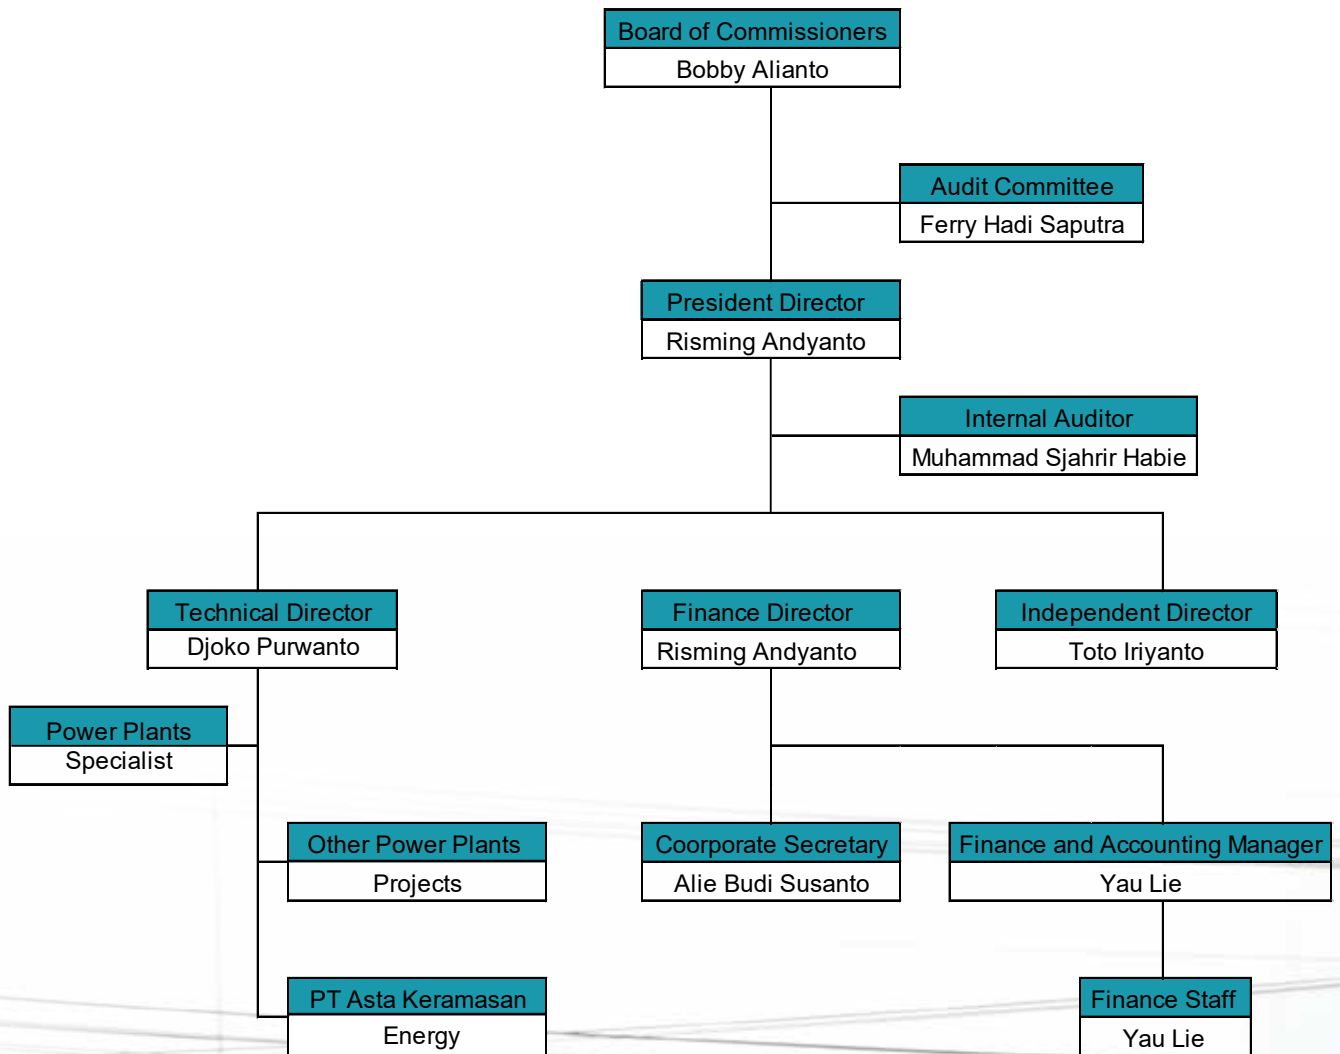 Board of Commissioners
Bobby Alianto
Audit Committee
Ferry Hadi Saputra
President Director
Risming Andyanto
Internal Auditor
Muhammad Sjahrir Habie
Technical Director
Djoko Purwanto
Finance Director
Risming Andyanto
Independent Director
Toto Iriyanto
Power Plants
Specialist
Other Power Plants
Projects
Coorporate Secretary
Alie Budi Susanto
Finance and Accounting Manager
Yau Lie
PT Asta Keramasan
Energy
Finance Staff
Yau Lie